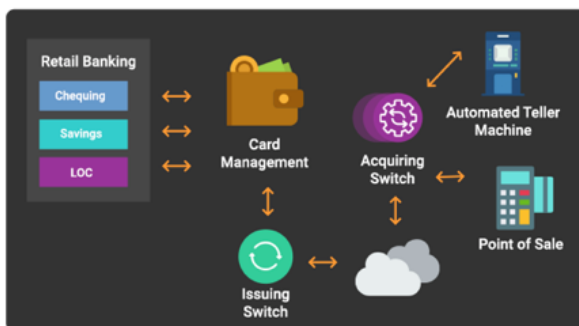 Retail Banking
Chequing
Savings
LOC
Card
Management
Issuing
Switch
Acquiring
Switch
Automated Teller
Machine
Point of Sale